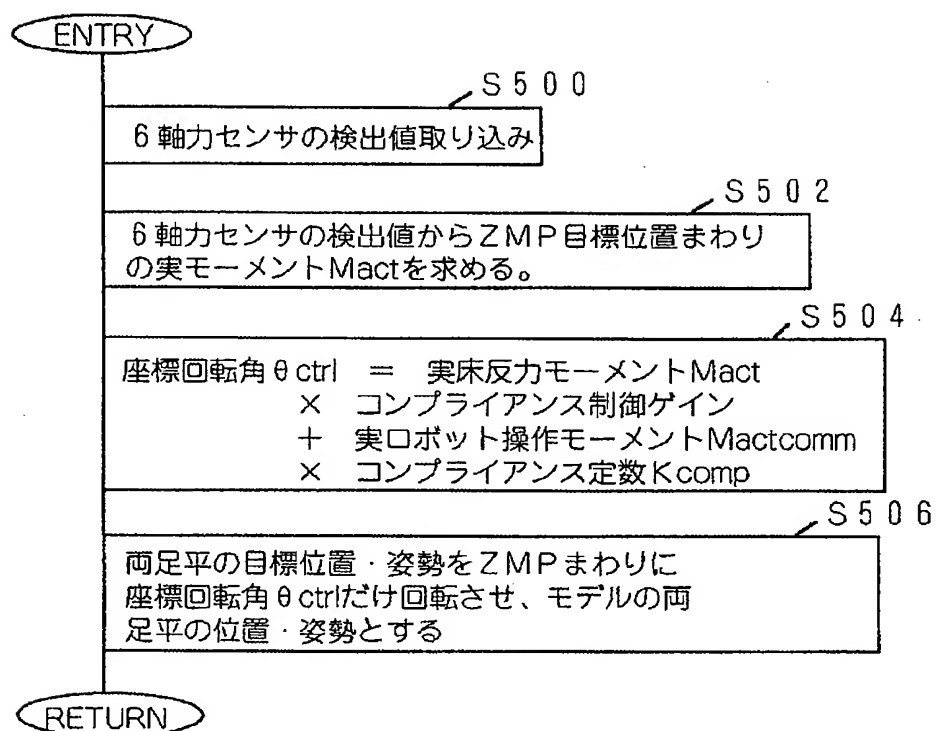 ENTRY
S500
6軸力センサの検出値取り込み
S502
6軸力センサの検出値からZMP目標位置まわり
の実モーメントMactを求める。
S504
座標回転角θctrl = 実床反力モーメントMact
× コンプライアンス制御ゲイン
+ 実ロボット操作モーメントMactcomm
× コンプライアンス定数Kcomp
S506
両足平の目標位置・姿勢をZMPまわりに
座標回転角θctrlだけ回転させ、モデルの両
足平の位置・姿勢とする
RETURN